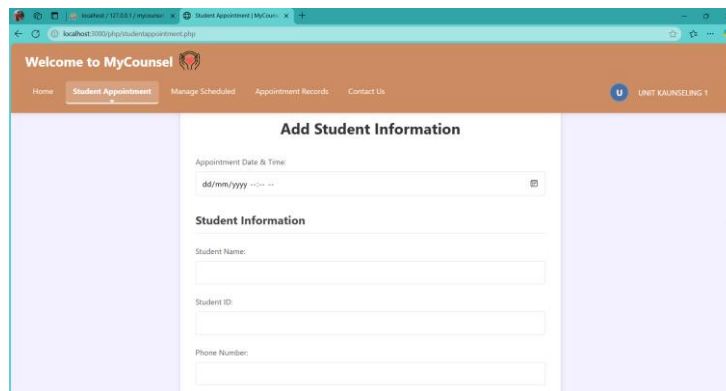 localhost / 127.0.0.1 / mycounsel
Student Appointment | MyCouns
localhost:3000/php/studentappointment.php
Welcome to MyCounsel
Home
Student Appointment
Manage Scheduled
Appointment Records
Contact Us
U
UNIT KAUNSELING 1
Add Student Information
Appointment Date & Time:
dd/mm/yyyy --:-- --
Student Information
Student Name:
Student ID:
Phone Number: